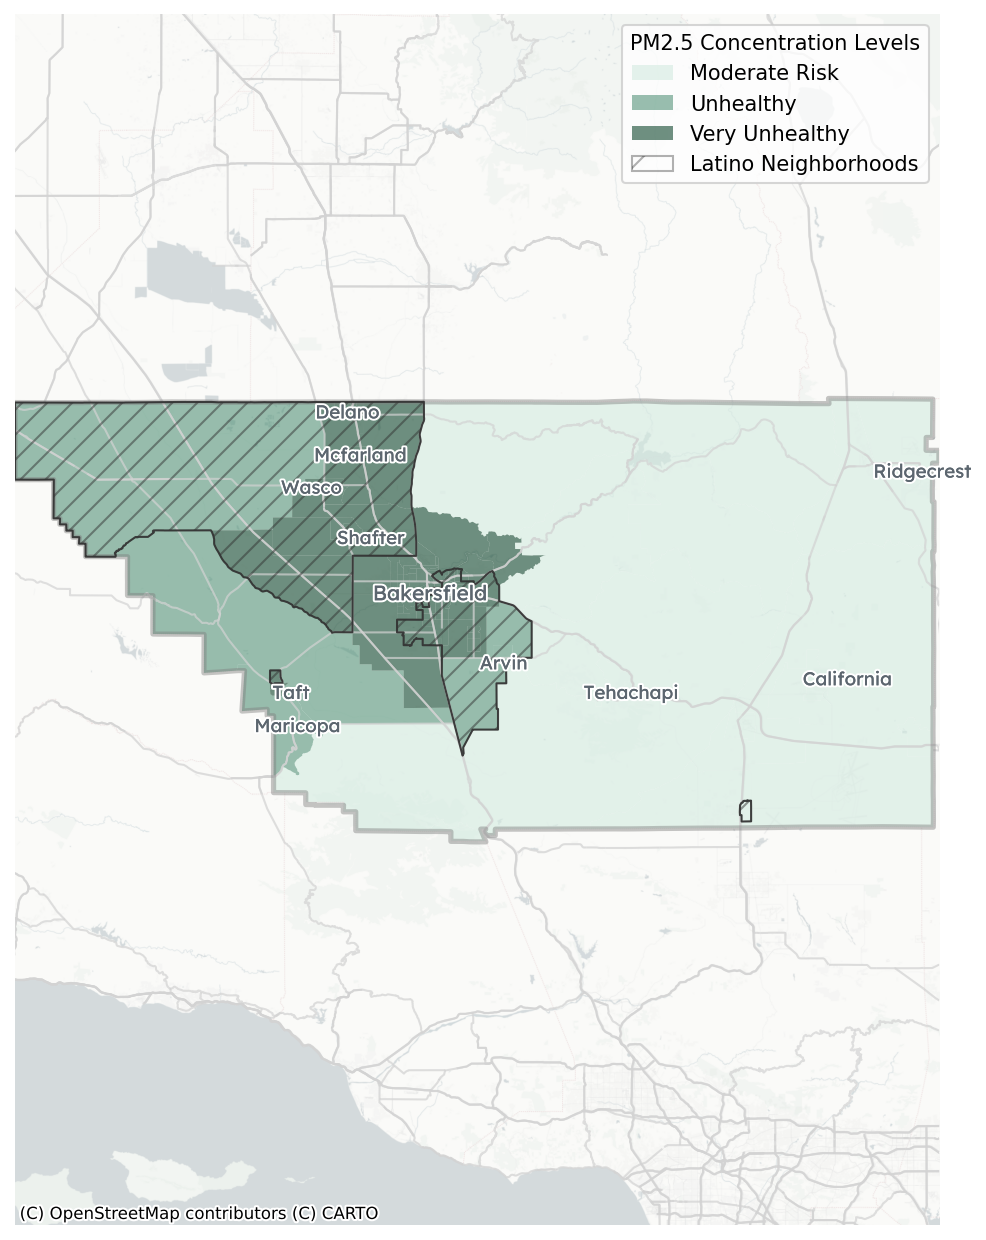 PM2.5 Concentration Levels
Moderate Risk
Unhealthy
Very Unhealthy
Latino Neighborhoods
Delano
Mcfarland
Ridgecrest
Wasco
Shafter
Bakersfield
Arvin
California
Taft
Tehachapi
Maricopa
(C) OpenStreetMap contributors (C) CARTO